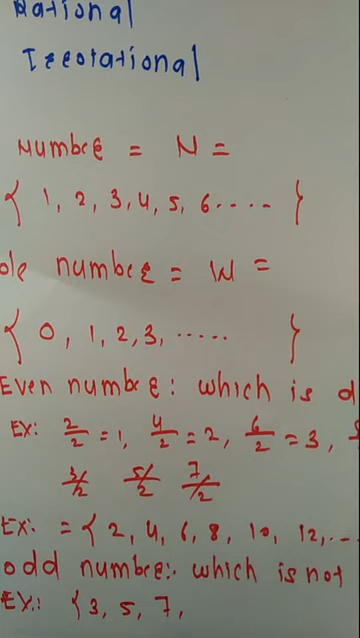 Rational
Irrotational
Number = N =
{ 1, 2, 3, 4, 5, 6..... }
ole number = W =
{ 0, 1, 2, 3, ..... }
Even number: which is d
EX: 2/2 = 1, 4/2 = 2, 6/2 = 3,
3/2 5/2 7/2
EX: = { 2, 4, 6, 8, 10, 12,..
odd number:. which is not
EX.: { 3, 5, 7,